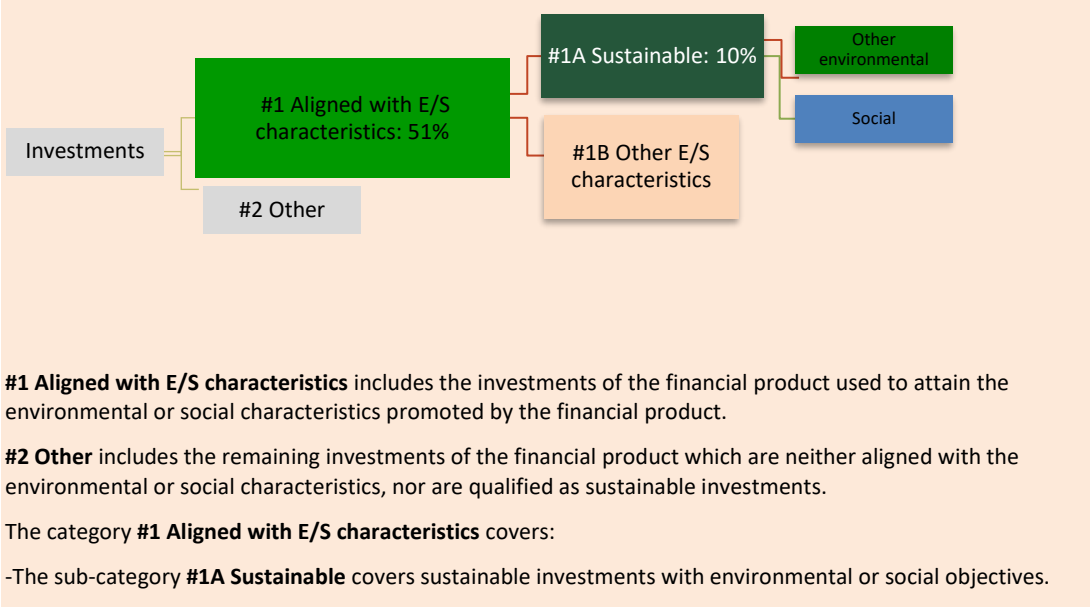 #1A Sustainable: 10%
Other
environmental
#1 Aligned with E/S
characteristics: 51%
Social
Investments
#1B Other E/S
characteristics
#2 Other
#1 Aligned with E/S characteristics includes the investments of the financial product used to attain the
environmental or social characteristics promoted by the financial product.
#2 Other includes the remaining investments of the financial product which are neither aligned with the
environmental or social characteristics, nor are qualified as sustainable investments.
The category #1 Aligned with E/S characteristics covers:
-The sub-category #1A Sustainable covers sustainable investments with environmental or social objectives.